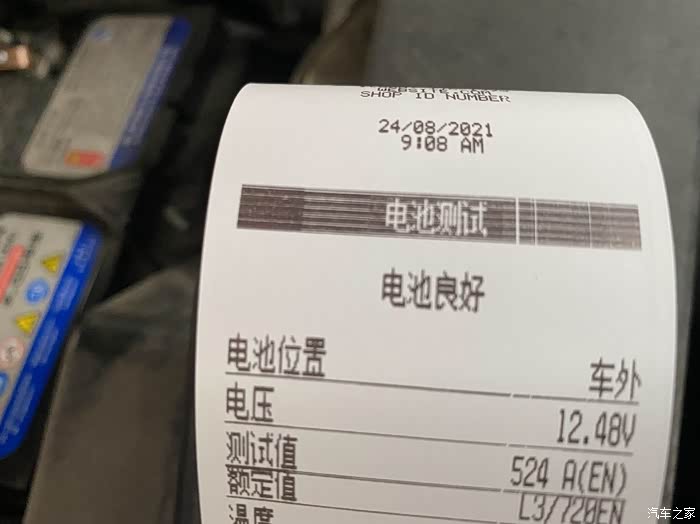 SHOP ID NUMBER
24/08/2021
9:08 AM
电池测试
电池良好
电池位置 车外
电压 12.48V
测试值 524 A(EN)
额定值 L3/720EN
温度
汽车之家